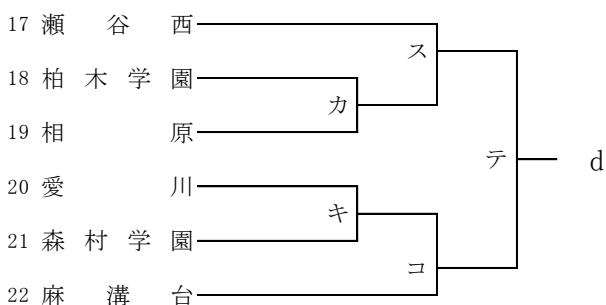 17 瀬谷西
ス
18 柏木学園
カ
19 相原
テ d
20 愛川
キ
21 森村学園
コ
22 麻溝台